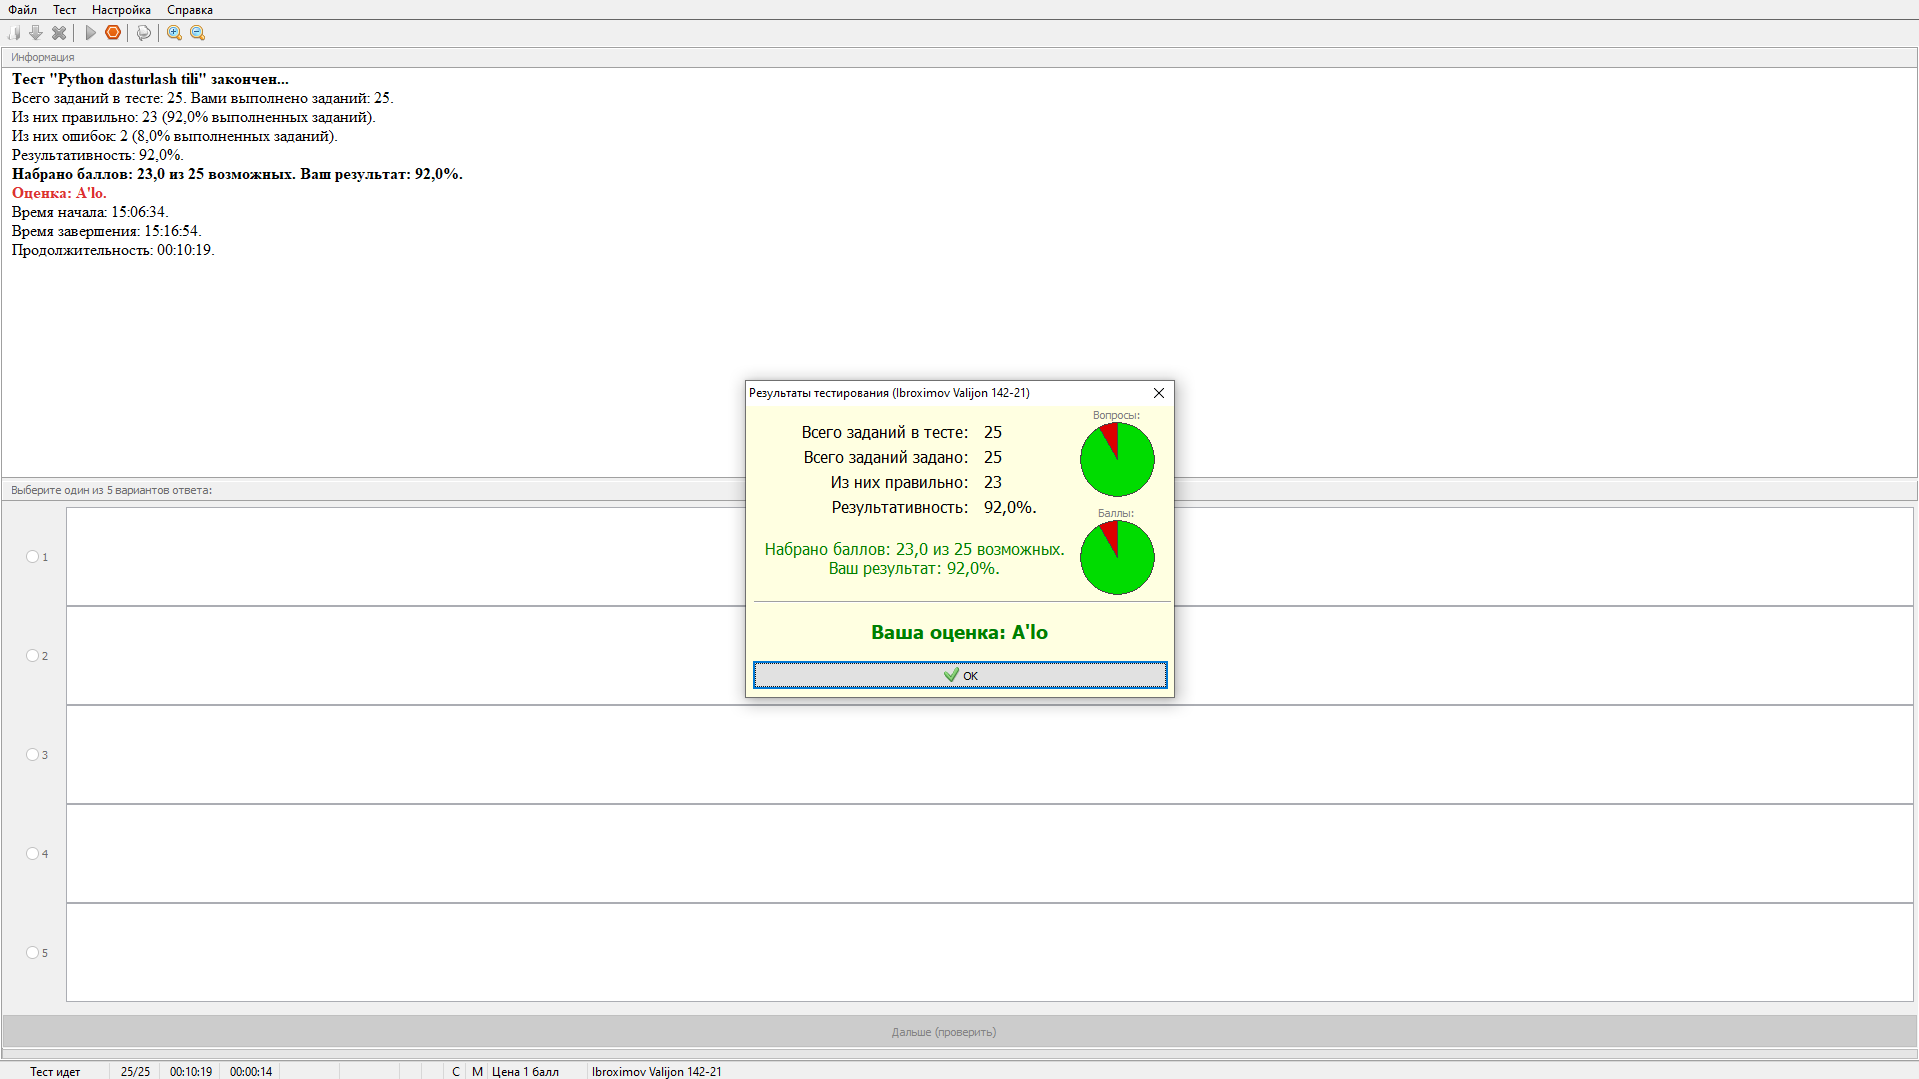 Файл Тест Настройка Справка
Информация
Тест "Python dasturlash tili" закончен...
Всего заданий в тесте: 25. Вами выполнено заданий: 25.
Из них правильно: 23 (92,0% выполненных заданий).
Из них ошибок: 2 (8,0% выполненных заданий).
Результативность: 92,0%.
Набрано баллов: 23,0 из 25 возможных. Ваш результат: 92,0%.
Оценка: A'lo.
Время начала: 15:06:34.
Время завершения: 15:16:54.
Продолжительность: 00:10:19.
Результаты тестирования (Ibroximov Valijon 142-21)
Вопросы:
Всего заданий в тесте: 25
Всего заданий задано: 25
Из них правильно: 23
Результативность: 92,0%.
Баллы:
Набрано баллов: 23,0 из 25 возможных.
Ваш результат: 92,0%.
Ваша оценка: A'lo
OK
Выберите один из 5 вариантов ответа:
1
2
3
4
5
Дальше (проверить)
Тест идет 25/25 00:10:19 00:00:14 С М Цена 1 балл Ibroximov Valijon 142-21